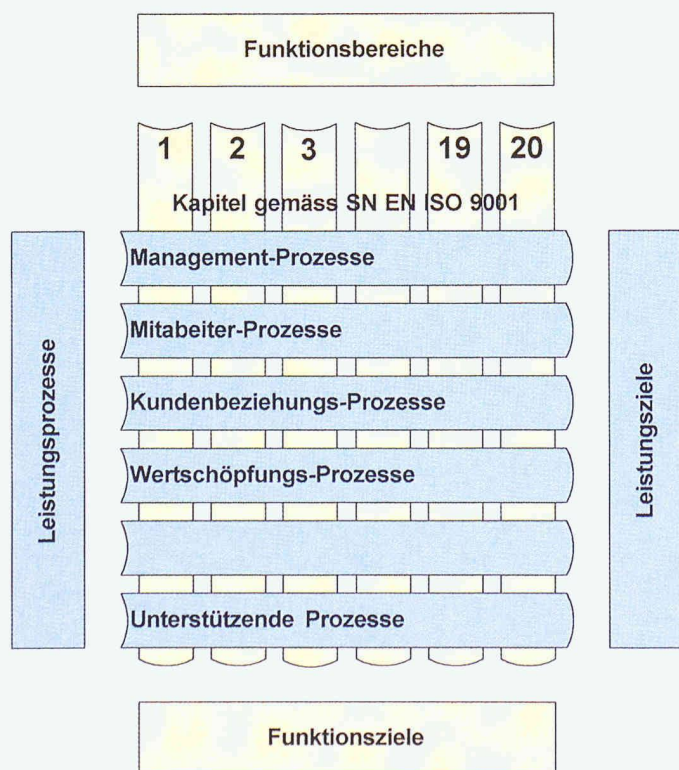 Funktionsbereiche
1 2 3 19 20
Kapitel gemäss SN EN ISO 9001
Leistungsprozesse
Management-Prozesse
Mitabeiter-Prozesse
Kundenbeziehungs-Prozesse
Wertschöpfungs-Prozesse
Unterstützende Prozesse
Leistungsziele
Funktionsziele